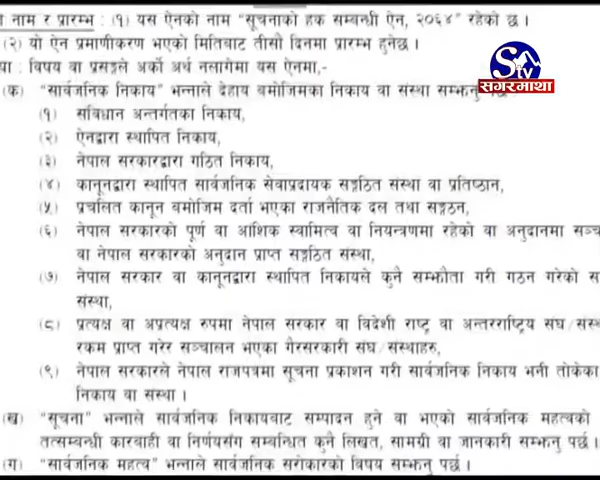 नाम र प्रारम्भ : (१) यस ऐनको नाम "सूचनाको हक सम्बन्धी ऐन, २०६४" रहेको छ ।
(२) यो ऐन प्रमाणीकरण भएको मितिबाट तीसौं दिनमा प्रारम्भ हुनेछ ।
: विषय वा प्रसङ्गले अर्को अर्थ नलागेमा यस ऐनमा,-
STV
सगरमाथा
(क) "सार्वजनिक निकाय" भन्नाले देहाय बमोजिमका निकाय वा संस्था सम्झनु
(१) संविधान अन्तर्गतका निकाय,
(२) ऐनद्वारा स्थापित निकाय,
(३) नेपाल सरकारद्वारा गठित निकाय,
(४) कानूनद्वारा स्थापित सार्वजनिक सेवाप्रदायक सङ्गठित संस्था वा प्रतिष्ठान,
(५) प्रचलित कानून बमोजिम दर्ता भएका राजनैतिक दल तथा सङ्गठन,
(६) नेपाल सरकारको पूर्ण वा आंशिक स्वामित्व वा नियन्त्रणमा रहेको वा अनुदानमा
वा नेपाल सरकारको अनुदान प्राप्त सङ्गठित संस्था,
(७) नेपाल सरकार वा कानूनद्वारा स्थापित निकायले कुनै सम्झौता गरी गठन गरेको
संस्था,
(८) प्रत्यक्ष वा अप्रत्यक्ष रुपमा नेपाल सरकार वा विदेशी राष्ट्र वा अन्तरराष्ट्रिय संघ
रकम प्राप्त गरेर सञ्चालन भएका गैरसरकारी संघ/संस्थाहरु,
(९) नेपाल सरकारले नेपाल राजपत्रमा सूचना प्रकाशन गरी सार्वजनिक निकाय भनी तोकेका
निकाय वा संस्था ।
(ख) "सूचना" भन्नाले सार्वजनिक निकायबाट सम्पादन हुने वा भएको सार्वजनिक महत्वको
तत्सम्बन्धी कारबाही वा निर्णयसंग सम्बन्धित कुनै लिखत, सामग्री वा जानकारी सम्झनु पर्छ ।
(ग) "सार्वजनिक महत्व" भन्नाले सार्वजनिक सरोकारको विषय सम्झनु पर्छ ।